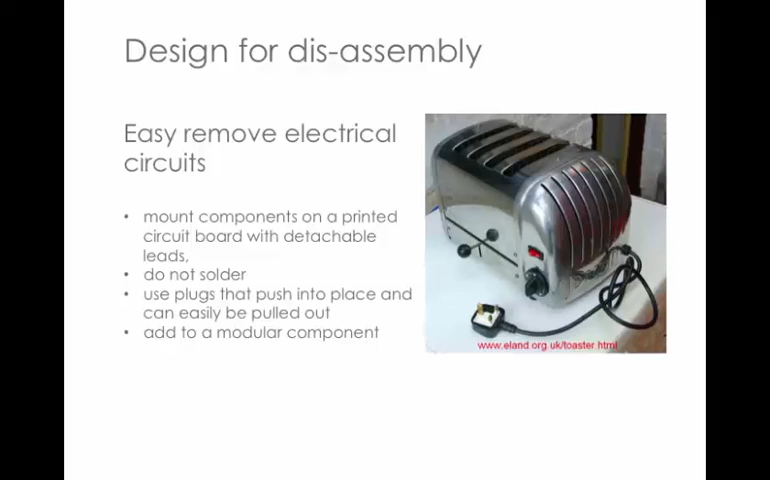 Design for dis-assembly
Easy remove electrical
circuits
• mount components on a printed
circuit board with detachable
leads,
• do not solder
• use plugs that push into place and
can easily be pulled out
• add to a modular component
www.eland.org.uk/toaster.html